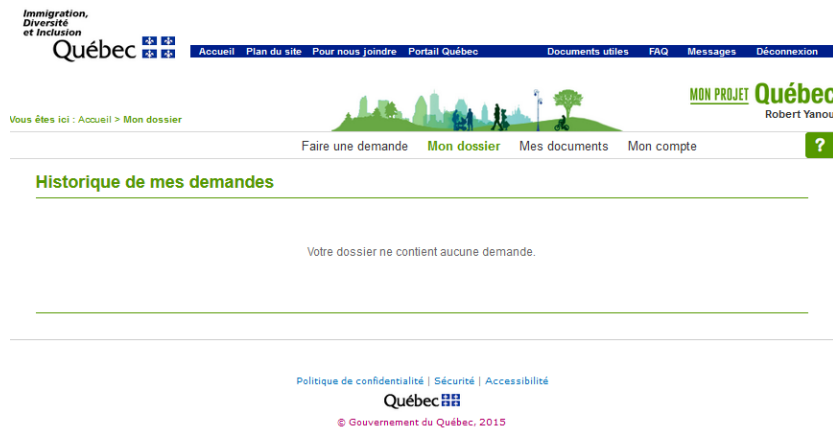 Immigration,
Diversité
et Inclusion
Québec
Accueil Plan du site Pour nous joindre Portail Québec Documents utiles FAQ Messages Déconnexion
MON PROJET Québec
Robert Yanou
Vous êtes ici : Accueil > Mon dossier
Faire une demande Mon dossier Mes documents Mon compte ?
Historique de mes demandes
Votre dossier ne contient aucune demande.
Politique de confidentialité | Sécurité | Accessibilité
Québec
© Gouvernement du Québec, 2015